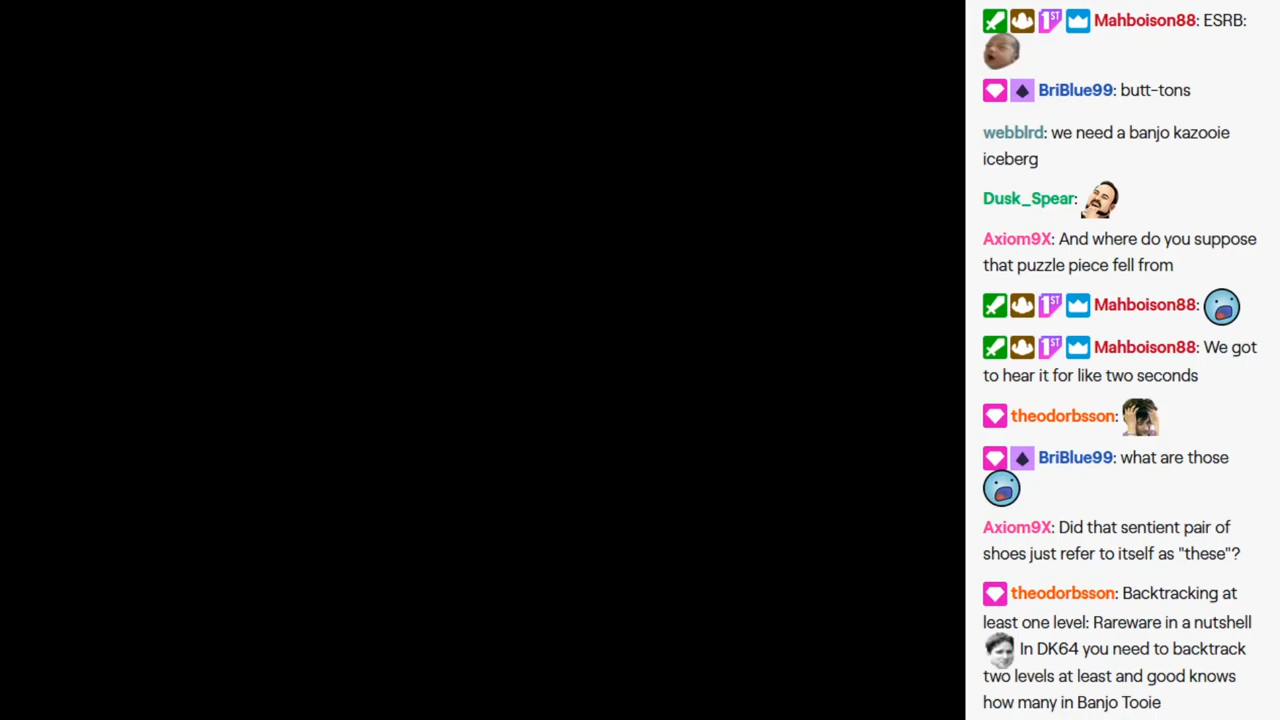 1ST Mahboison88: ESRB:
BriBlue99: butt-tons
webblrd: we need a banjo kazooie
iceberg
Dusk_Spear:
Axiom9X: And where do you suppose
that puzzle piece fell from
1ST Mahboison88:
1ST Mahboison88: We got
to hear it for like two seconds
theodorbsson:
BriBlue99: what are those
Axiom9X: Did that sentient pair of
shoes just refer to itself as "these"?
theodorbsson: Backtracking at
least one level: Rareware in a nutshell
In DK64 you need to backtrack
two levels at least and good knows
how many in Banjo Tooie